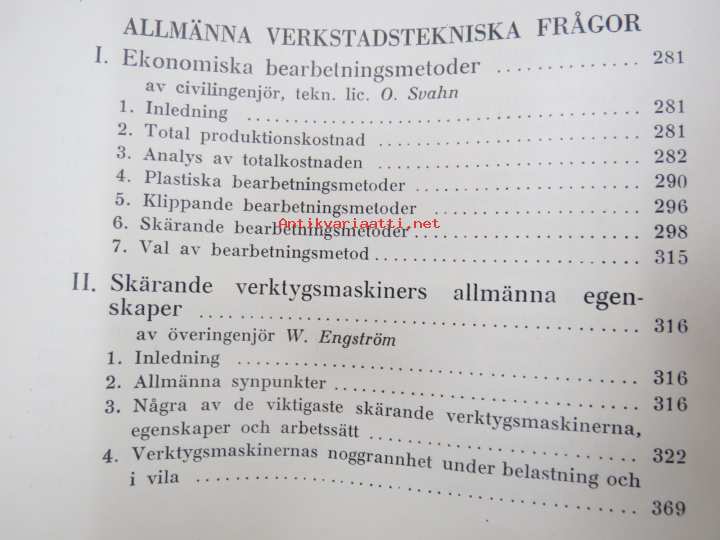 ALLMÄNNA VERKSTADSTEKNISKA FRÅGOR
I. Ekonomiska bearbetningsmetoder .............. 281
av civilingenjör, tekn. lic. O. Svahn
1. Inledning .............. 281
2. Total produktionskostnad .............. 281
3. Analys av totalkostnaden .............. 282
4. Plastiska bearbetningsmetoder .............. 290
5. Klippande bearbetningsmetoder .............. 296
Antikvariaatti.net
6. Skärande bearbetningsmetoder .............. 298
7. Val av bearbetningsmetod .............. 315
II. Skärande verktygsmaskiners allmänna egen-
skaper .............. 316
av överingenjör W. Engström
1. Inledning .............. 316
2. Allmänna synpunkter .............. 316
3. Några av de viktigaste skärande verktygsmaskinerna,
egenskaper och arbetssätt .............. 322
4. Verktygsmaskinernas noggrannhet under belastning och
i vila .............. 369